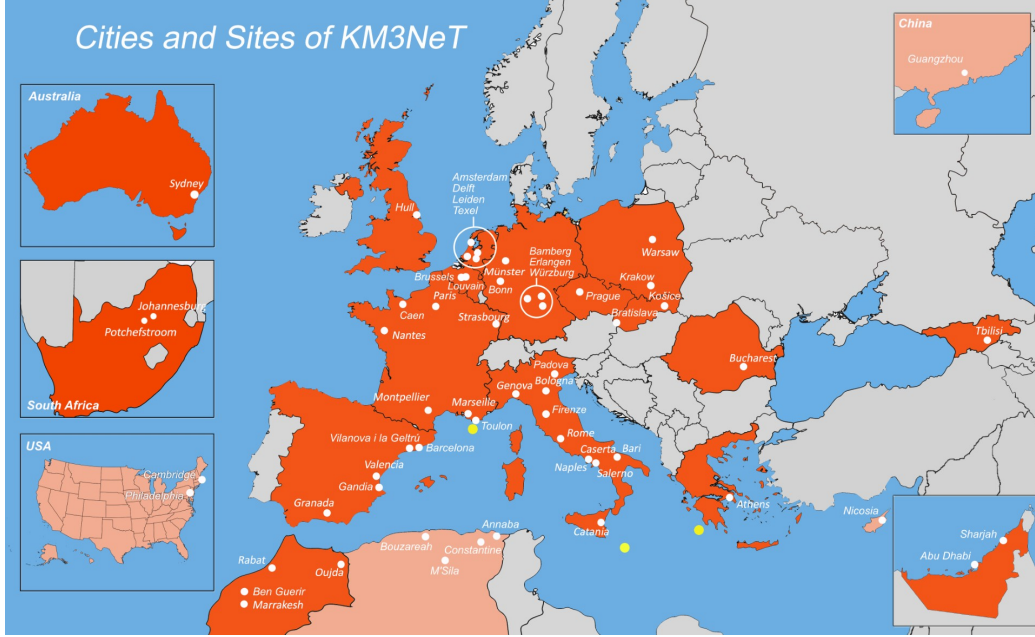 Cities and Sites of KM3NeT
China
Guangzhou
Australia
Sydney
Amsterdam
Delft
Leiden
Texel
Hull
Bamberg
Erlangen
Würzburg
Warsaw
Münster
Brussels
Louvain
Bonn
Krakow
Paris
Prague
Košice
Caen
Strasbourg
Bratislava
Nantes
Johannesburg
Potchefstroom
South Africa
Tbilisi
Bucharest
Padova
Genova
Bologna
Montpellier
Marseille
Firenze
Toulon
Rome
Vilanova i la Geltrú
Barcelona
Caserta
Bari
Naples
Salerno
Valencia
Gandia
Granada
Athens
Catania
Nicosia
USA
Cambridge
Philadelphia
Annaba
Bouzareah
Constantine
M'Sila
Rabat
Oujda
Ben Guerir
Marrakesh
Sharjah
Abu Dhabi